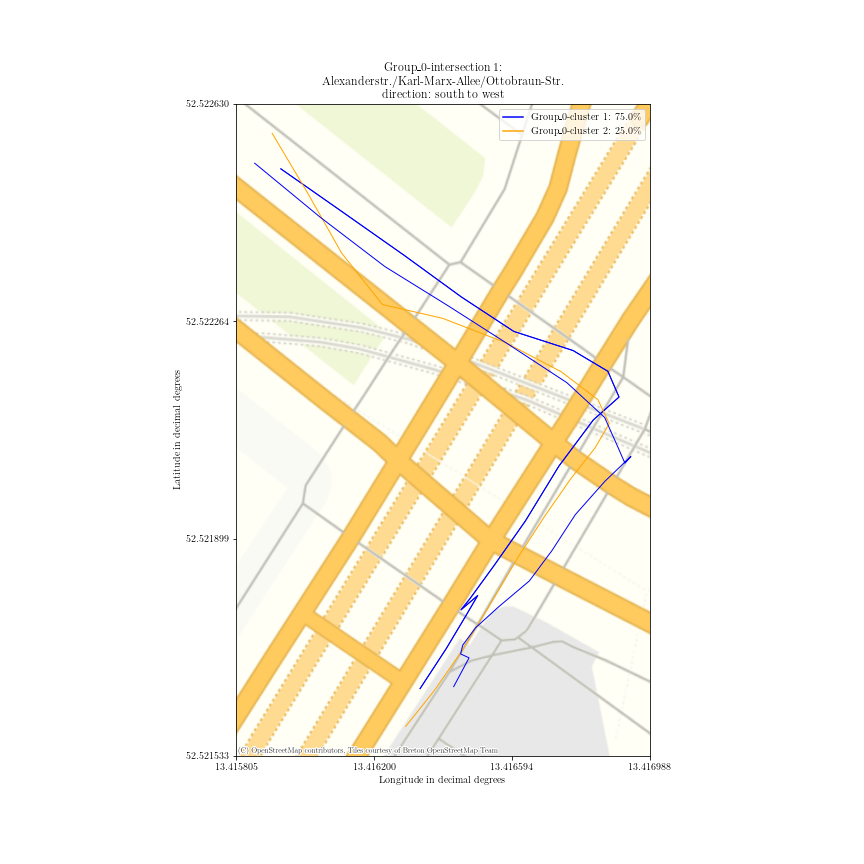 Group_0-intersection 1:
Alexanderstr./Karl-Marx-Allee/Ottobraun-Str.
direction: south to west
52.522630
Group_0-cluster 1: 75.0%
Group_0-cluster 2: 25.0%
52.522264
Latitude in decimal degrees
52.521899
52.521533
(C) OpenStreetMap contributors, Tiles courtesy of Breton OpenStreetMap Team
13.415805
13.416200
13.416594
13.416988
Longitude in decimal degrees